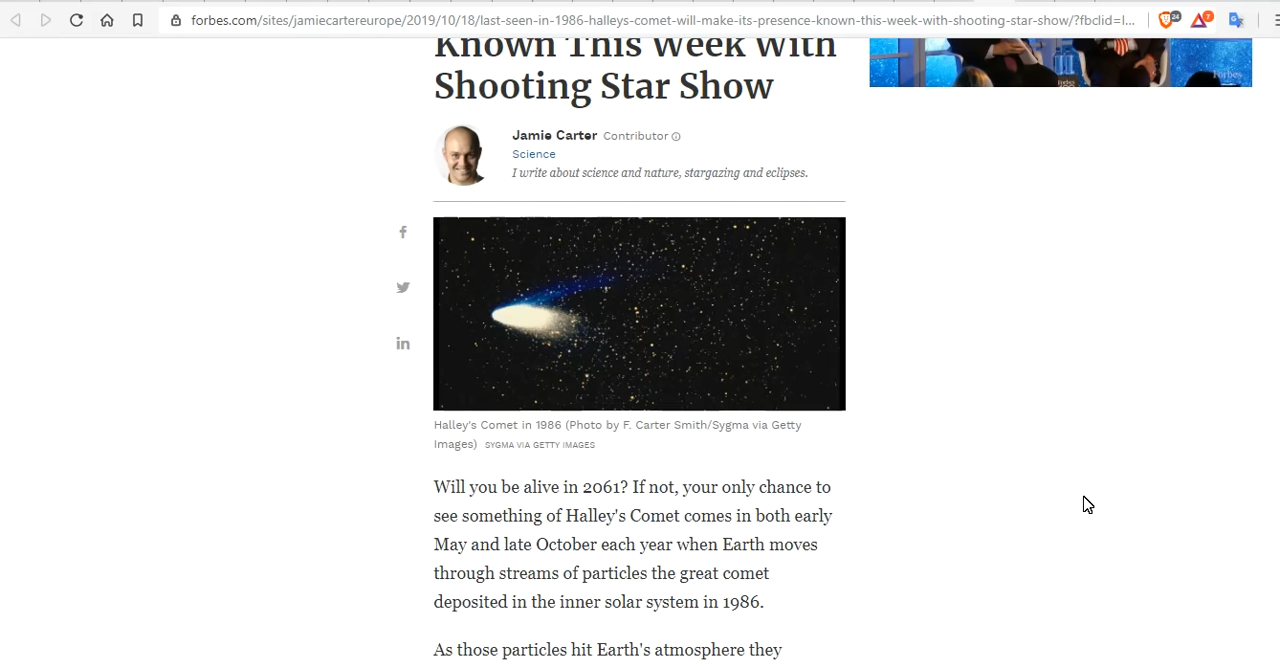 forbes.com/sites/jamiecartereurope/2019/10/18/last-seen-in-1986-halleys-comet-will-make-its-presence-known-this-week-with-shooting-star-show/?fbclid=I...
24
7
Known This Week With
Shooting Star Show
Forbes
Jamie Carter Contributor
Science
I write about science and nature, stargazing and eclipses.
Halley's Comet in 1986 (Photo by F. Carter Smith/Sygma via Getty
Images) SYGMA VIA GETTY IMAGES
Will you be alive in 2061? If not, your only chance to
see something of Halley's Comet comes in both early
May and late October each year when Earth moves
through streams of particles the great comet
deposited in the inner solar system in 1986.
As those particles hit Earth's atmosphere they